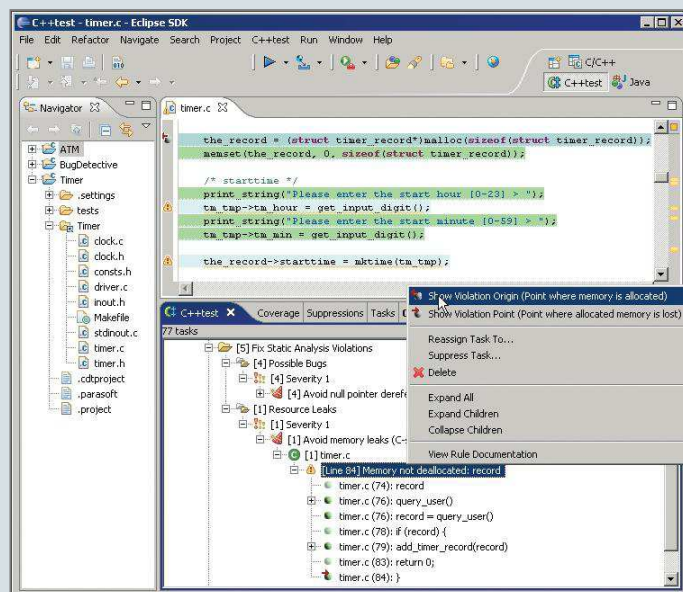 C++test - timer.c - Eclipse SDK
File Edit Refactor Navigate Search Project C++test Run Window Help
C/C++
C++test Java
Navigator
timer.c
ATM
BugDetective
Timer
.settings
tests
Timer
clock.c
clock.h
consts.h
driver.c
inout.h
Makefile
stdinout.c
timer.c
timer.h
.cdtproject
.parasoft
.project
the_record = (struct timer_record*)malloc(sizeof(struct timer_record));
memset(the_record, 0, sizeof(struct timer_record));
/* starttime */
print_string("Please enter the start hour [0-23] > ");
tm_tmp->tm_hour = get_input_digit();
print_string("Please enter the start minute [0-59] > ");
tm_tmp->tm_min = get_input_digit();
the_record->starttime = mktime(tm_tmp);
C++test Coverage Suppressions Tasks
77 tasks
[5] Fix Static Analysis Violations
[4] Possible Bugs
[4] Severity 1
[4] Avoid null pointer derefe
[1] Resource Leaks
[1] Severity 1
[1] Avoid memory leaks (C-s
[1] timer.c
[Line 84] Memory not deallocated: record
timer.c (74): record
timer.c (76): query_user()
timer.c (76): record = query_user()
timer.c (78): if (record) {
timer.c (79): add_timer_record(record)
timer.c (83): return 0;
timer.c (84): }
Show Violation Origin (Point where memory is allocated)
Show Violation Point (Point where allocated memory is lost)
Reassign Task To...
Suppress Task...
Delete
Expand All
Expand Children
Collapse Children
View Rule Documentation